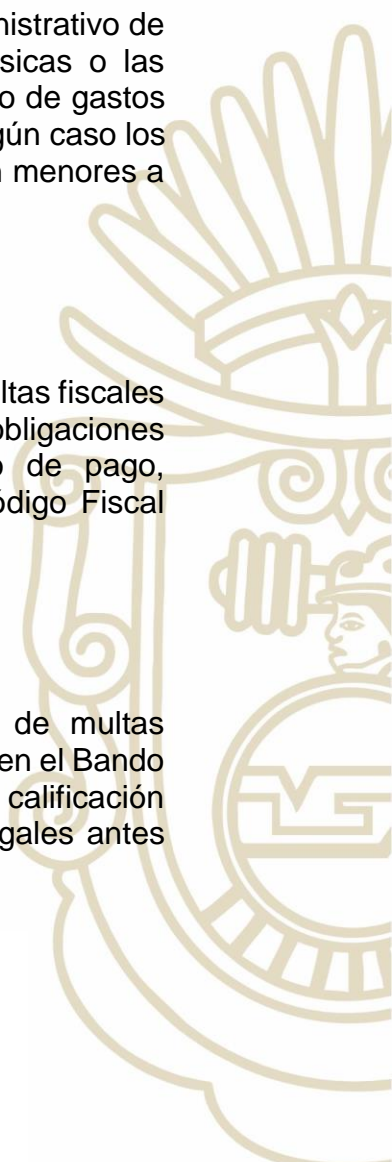 nistrativo de
sicas o las
o de gastos
gún caso los
n menores a
ltas fiscales
obligaciones
o de pago,
ódigo Fiscal
de multas
en el Bando
calificación
gales antes